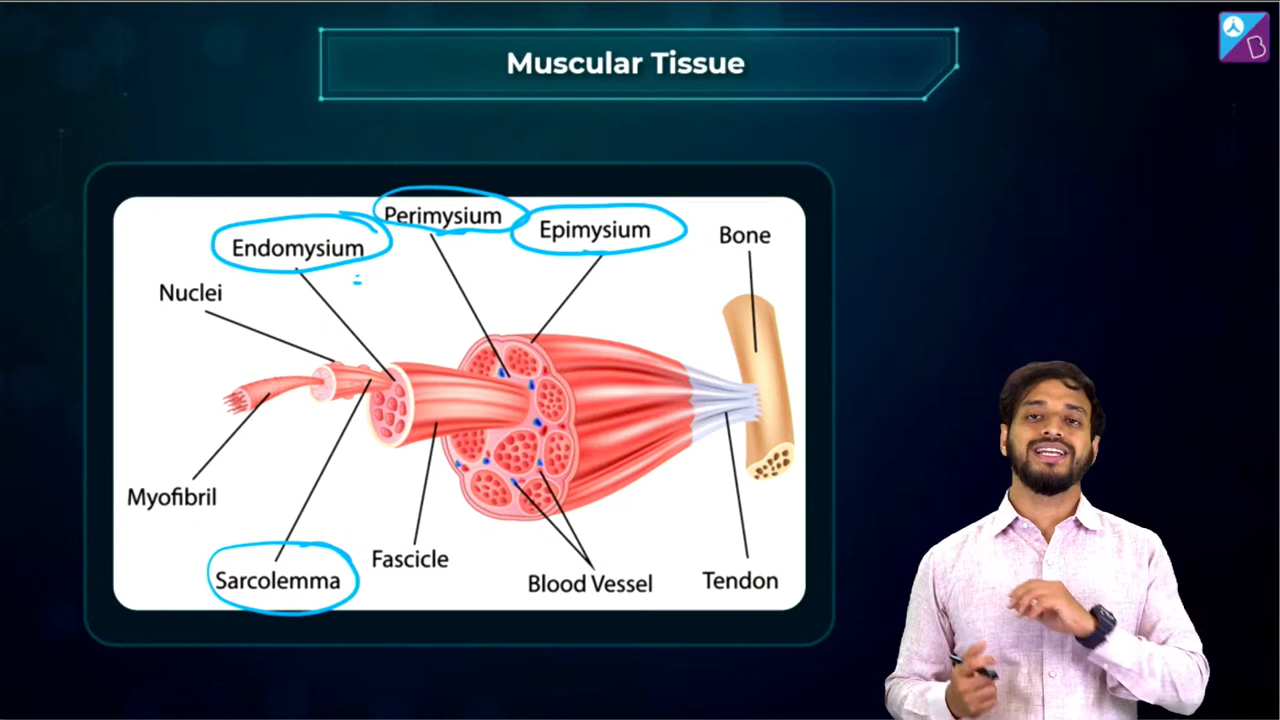 Muscular Tissue
B
Perimysium
Epimysium
Endomysium
Bone
Nuclei
Myofibril
Fascicle
Sarcolemma
Blood Vessel
Tendon